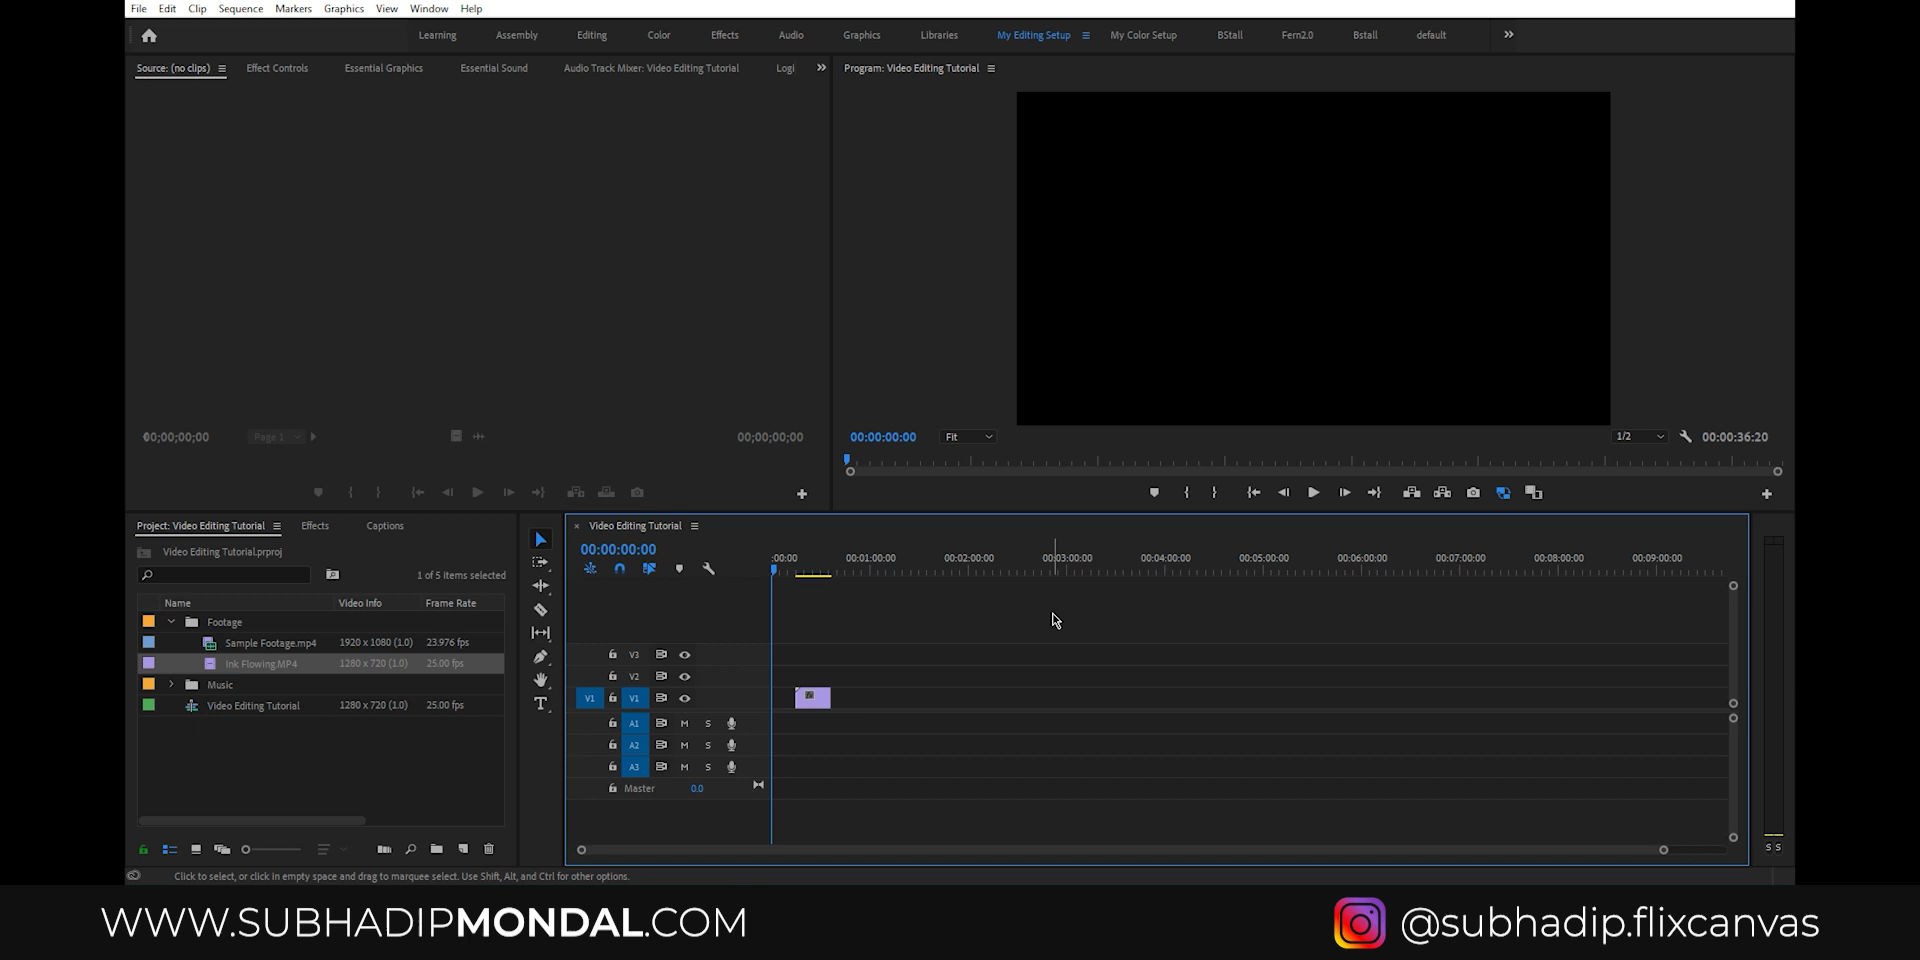 File Edit Clip Sequence Markers Graphics View Window Help
Learning Assembly Editing Color Effects Audio Graphics Libraries My Editing Setup My Color Setup BStall Fern2.0 Bstall default
Source: (no clips) Effect Controls Essential Graphics Essential Sound Audio Track Mixer: Video Editing Tutorial Logi
Program: Video Editing Tutorial
00;00;00;00 Page 1 00;00;00;00
00:00:00:00 Fit 1/2 00:00:36:20
Project: Video Editing Tutorial Effects Captions
Video Editing Tutorial.prproj
1 of 5 items selected
Name Video Info Frame Rate
Footage
Sample Footage.mp4 1920 x 1080 (1.0) 23.976 fps
Ink Flowing.MP4 1280 x 720 (1.0) 25.00 fps
Music
Video Editing Tutorial 1280 x 720 (1.0) 25.00 fps
Video Editing Tutorial
00:00:00:00
:00:00 00:01:00:00 00:02:00:00 00:03:00:00 00:04:00:00 00:05:00:00 00:06:00:00 00:07:00:00 00:08:00:00 00:09:00:00
V3
V2
V1 V1
A1 M S
A2 M S
A3 M S
Master 0.0
S S
Click to select, or click in empty space and drag to marquee select. Use Shift, Alt, and Ctrl for other options.
WWW.SUBHADIPMONDAL.COM
@subhadip.flixcanvas